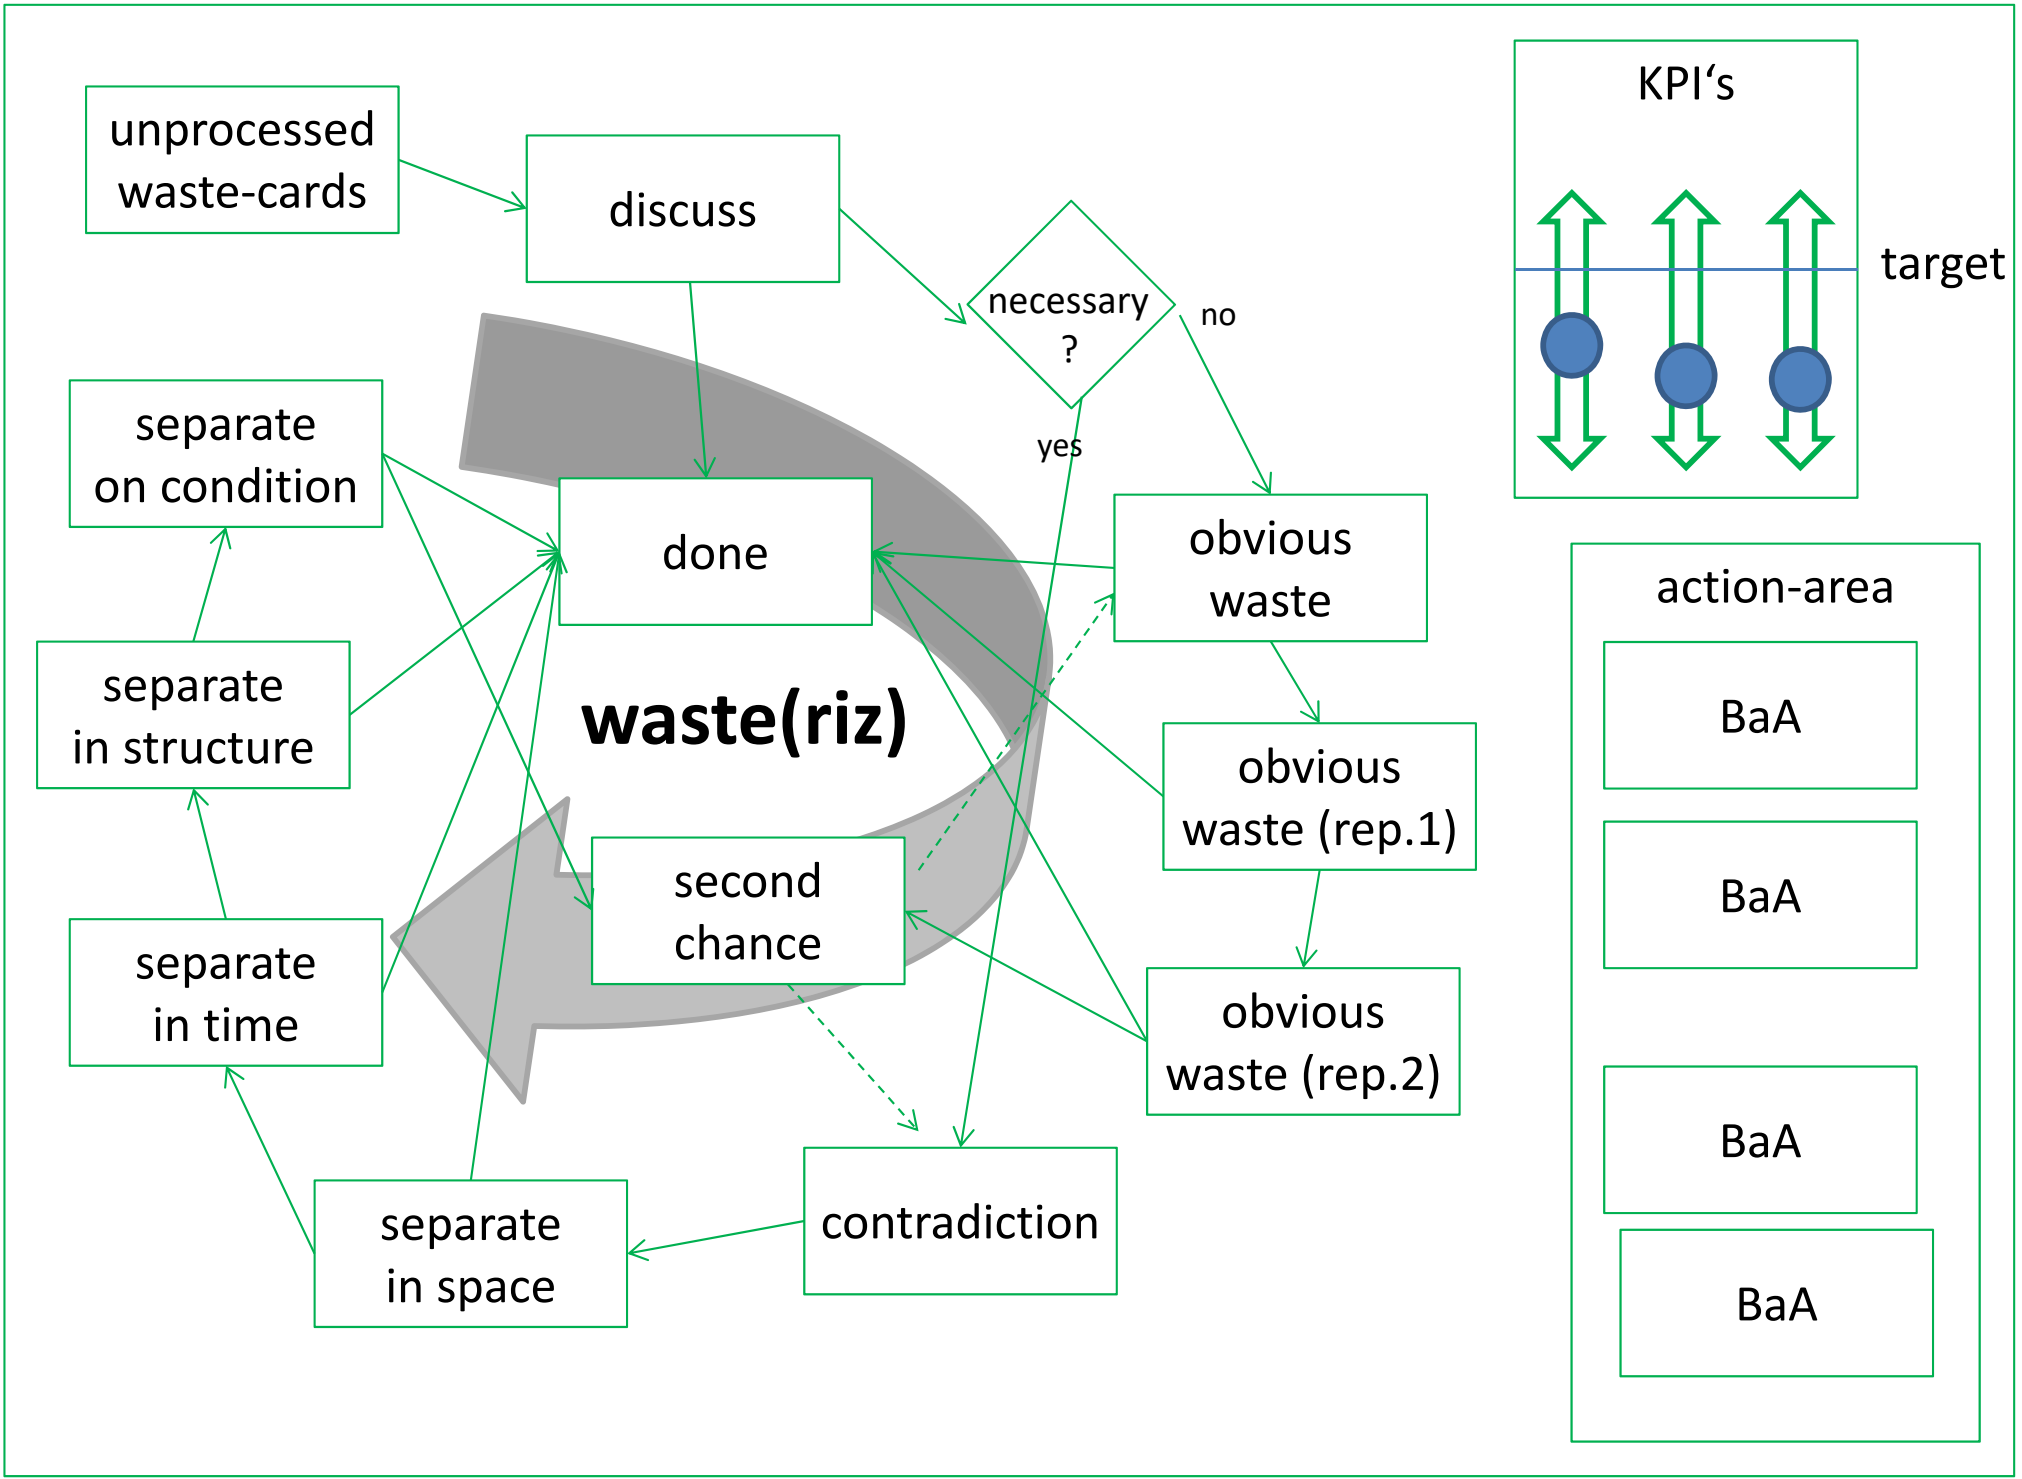 unprocessed
waste-cards
discuss
necessary
?
no
yes
KPI‘s
target
separate
on condition
done
obvious
waste
action-area
separate
in structure
waste(riz)
obvious
waste (rep.1)
BaA
BaA
second
chance
separate
in time
obvious
waste (rep.2)
BaA
separate
in space
contradiction
BaA